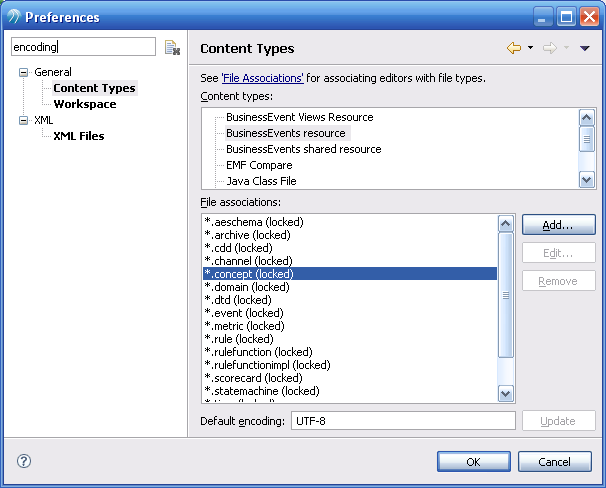 Preferences
encoding
General
Content Types
Workspace
XML
XML Files
Content Types
See 'File Associations' for associating editors with file types.
Content types:
BusinessEvent Views Resource
BusinessEvents resource
BusinessEvents shared resource
EMF Compare
Java Class File
File associations:
*.aeschema (locked)
*.archive (locked)
*.cdd (locked)
*.channel (locked)
*.concept (locked)
*.domain (locked)
*.dtd (locked)
*.event (locked)
*.metric (locked)
*.rule (locked)
*.rulefunction (locked)
*.rulefunctionimpl (locked)
*.scorecard (locked)
*.statemachine (locked)
Add...
Edit...
Remove
Default encoding: UTF-8
Update
?
OK
Cancel